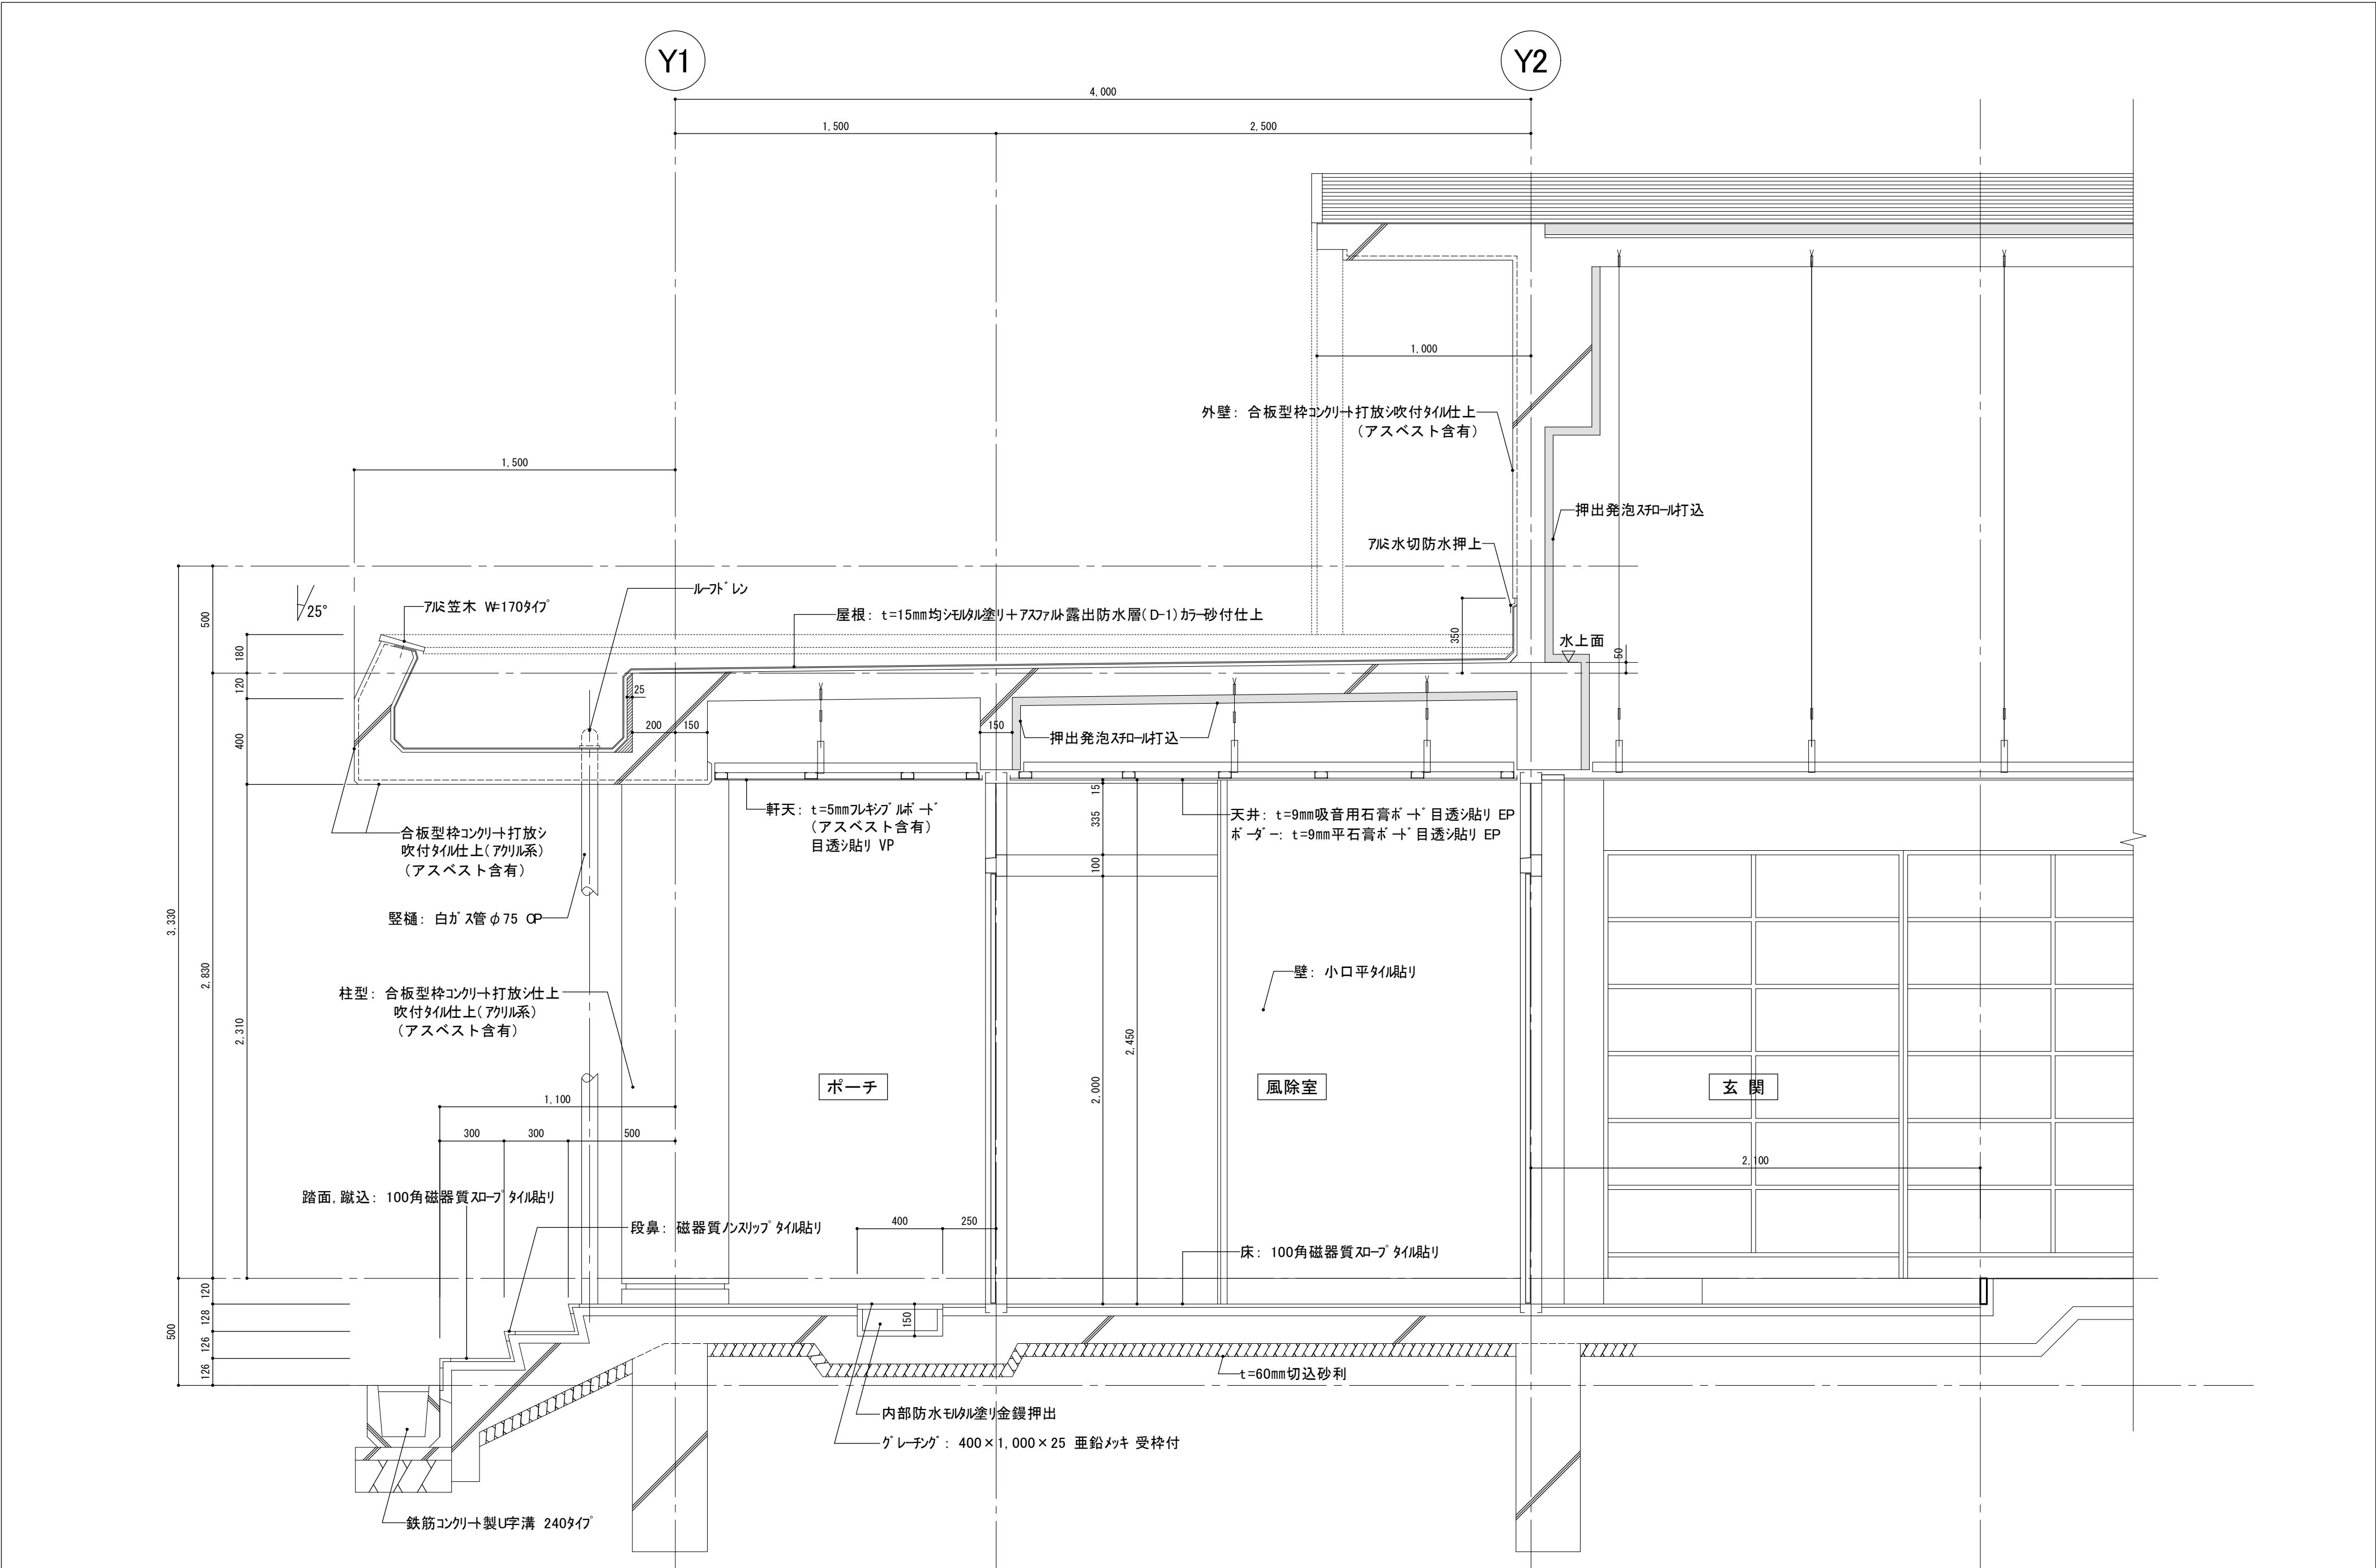 Y1
Y2
4,000
1,500
2,500
1,000
外壁: 合板型枠コンクリート打放シ吹付タイル仕上
(アスベスト含有)
1,500
押出発泡スチロール打込
アルミ水切防水押上
ルーフドレン
25°
アルミ笠木 W=170タイプ
屋根: t=15mm均シモルタル塗り+アスファルト露出防水層(D-1)カラー砂付仕上
350
水上面
50
500
180
120
400
25
200
150
150
押出発泡スチロール打込
軒天: t=5mmフレキシブルボード
(アスベスト含有)
目透シ貼り VP
15
335
100
天井: t=9mm吸音用石膏ボード目透シ貼り EP
ボーダー: t=9mm平石膏ボード目透シ貼り EP
合板型枠コンクリート打放シ
吹付タイル仕上(アクリル系)
(アスベスト含有)
竪樋: 白ガス管φ75 OP
3,330
2,830
2,310
壁: 小口平タイル貼り
柱型: 合板型枠コンクリート打放シ仕上
吹付タイル仕上(アクリル系)
(アスベスト含有)
2,450
2,000
ポーチ
風除室
玄 関
1,100
300
300
500
2,100
踏面,蹴込: 100角磁器質スロープタイル貼り
段鼻: 磁器質ノンスリップタイル貼り
400
250
床: 100角磁器質スロープタイル貼り
500
120
128
126
126
150
t=60mm切込砂利
内部防水モルタル塗り金鏝押出
グレーチング: 400×1,000×25 亜鉛メッキ 受枠付
鉄筋コンクリート製U字溝 240タイプ